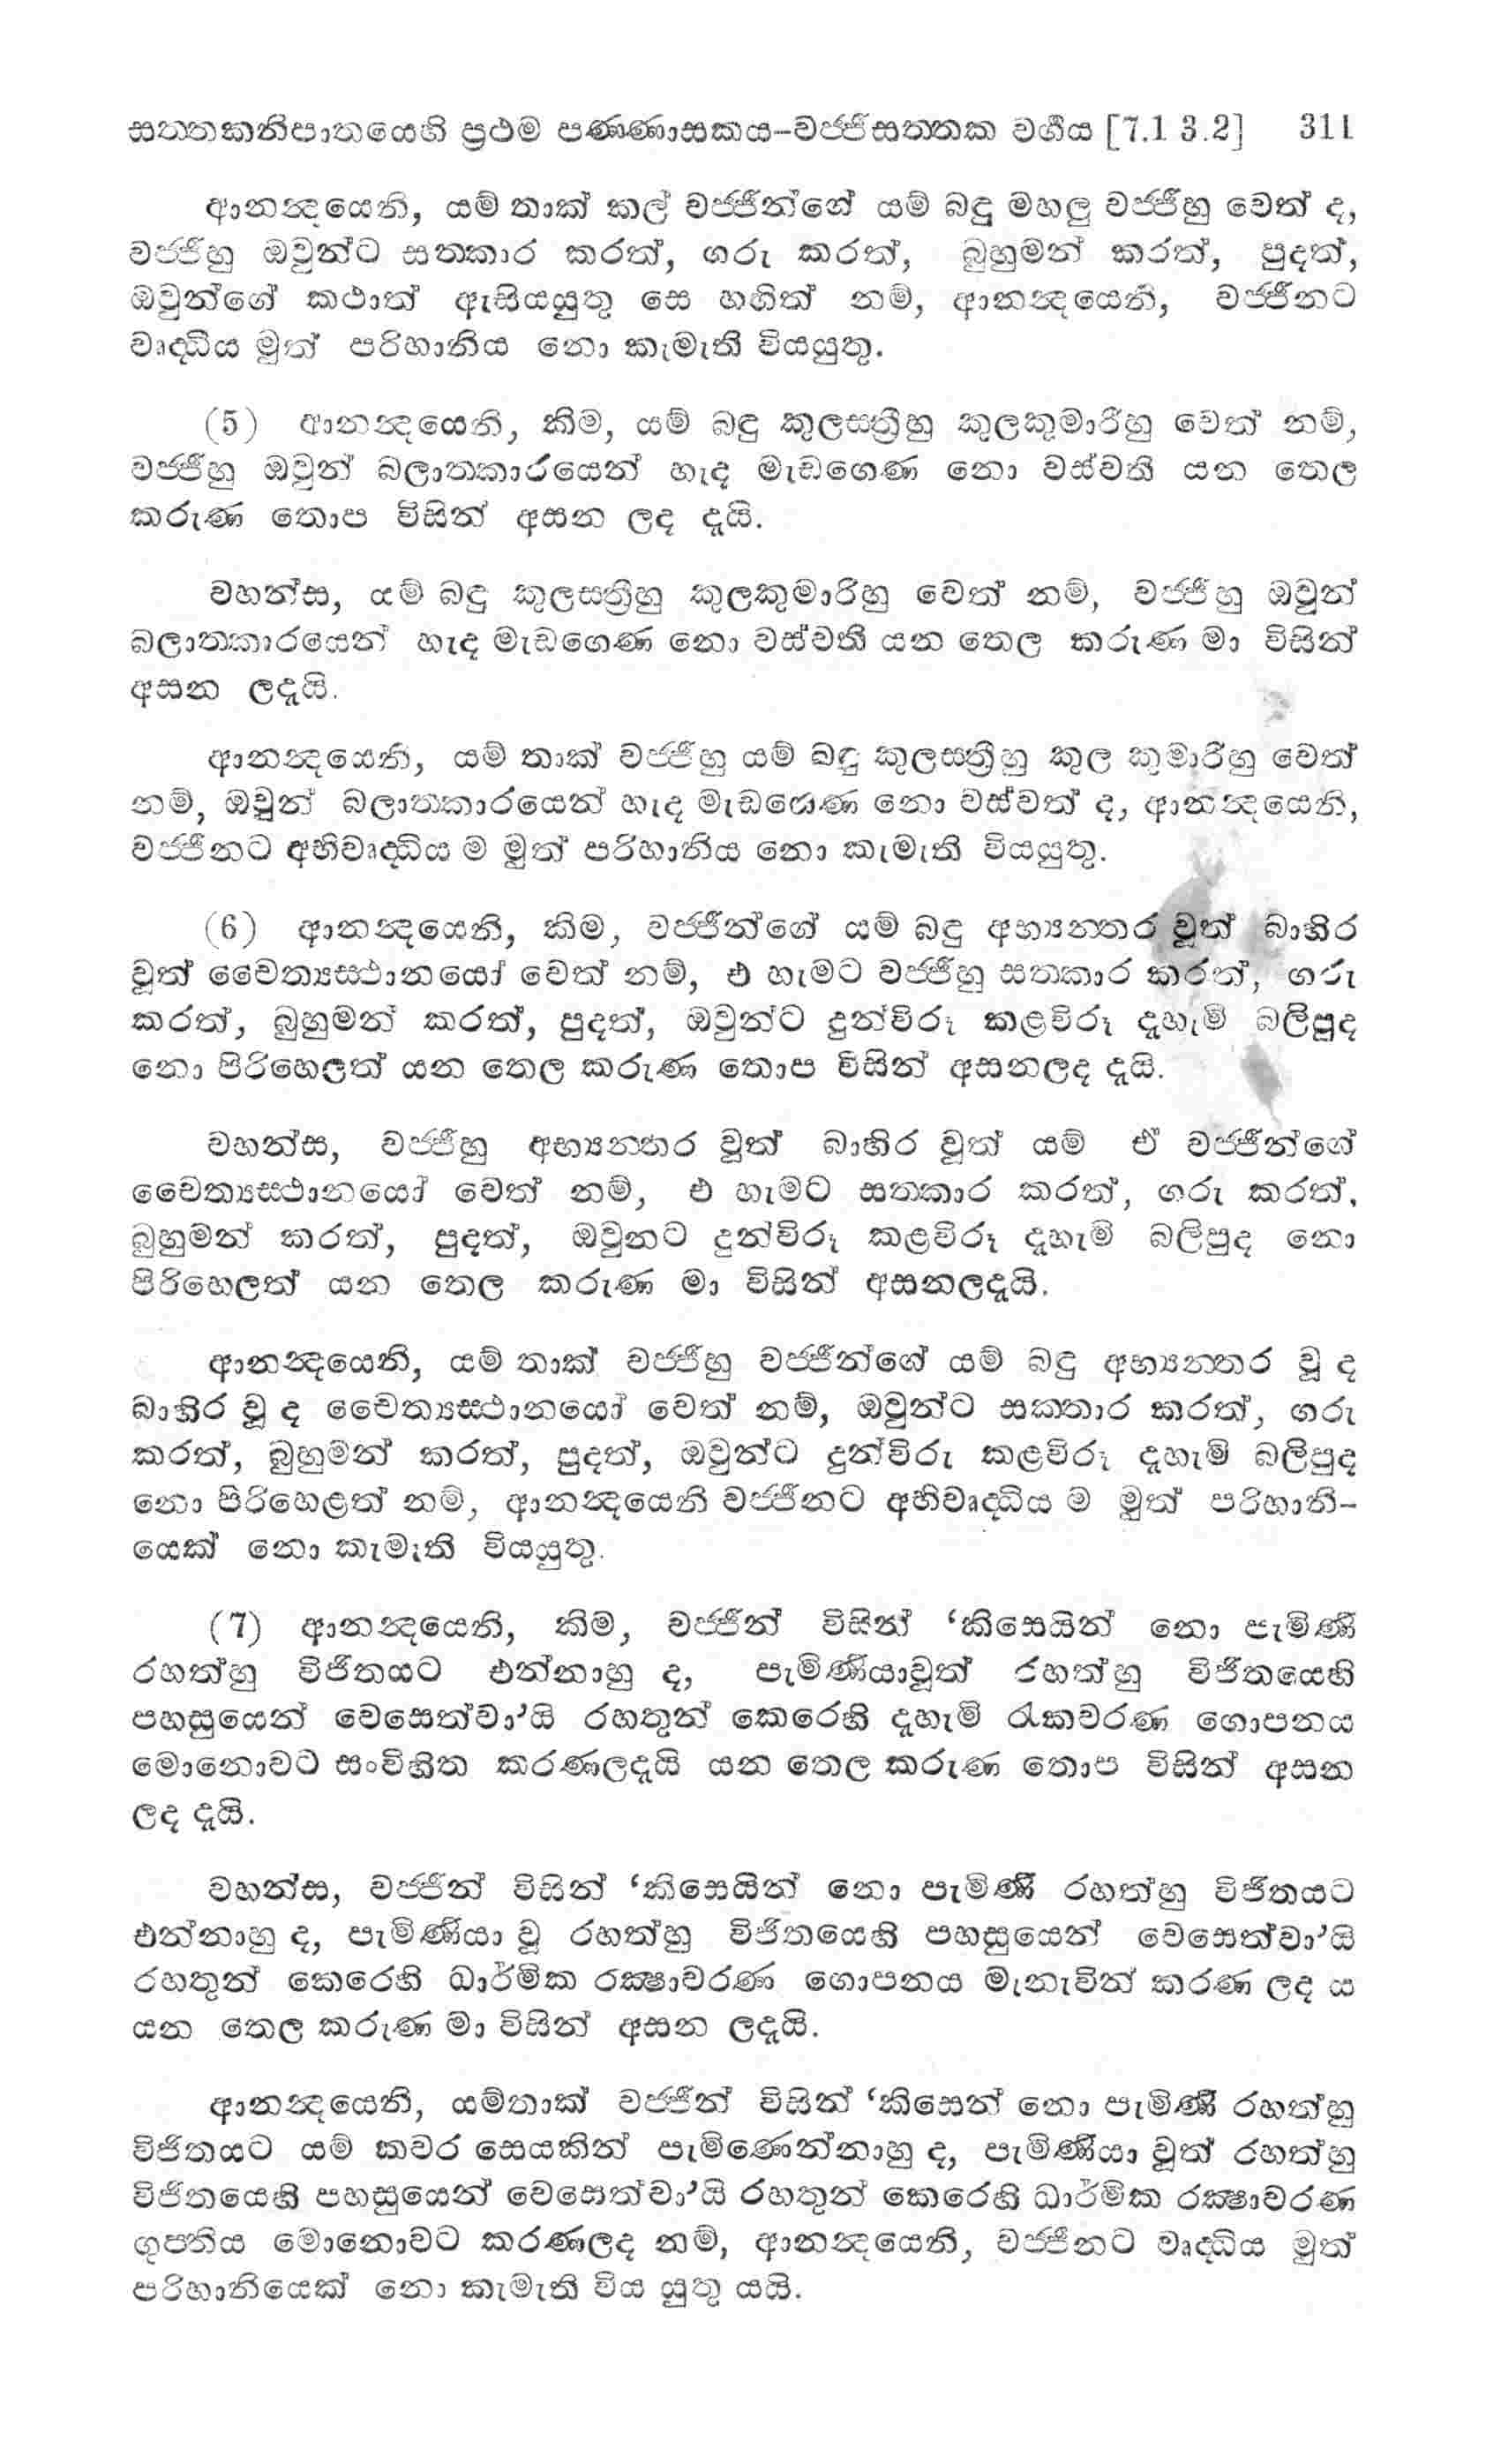 සත්තකනිපාතයෙහි ප්‍රථම පණ්ණාසකය-වජ්ජිසත්තක වර්‍ගය [7.1 3.2] 311
ආනන්‍දයෙනි, යම් තාක් කල් වජ්ජීන්ගේ යම් බඳු මහලු වජ්ජීහු වෙත් ද,
වජ්ජීහු ඔවුන්ට සත්කාර කරත්, ගරු කරත්, බුහුමන් කරත්, පුදත්,
ඔවුන්ගේ කථාත් ඇසියයුතු සෙ හඟිත් නම්, ආනන්‍දයෙනි, වජ්ජීනට
වෘද්ධිය මුත් පරිහානිය නො කැමැති වියයුතු.
(5) ආනන්‍දයෙනි, කිම, යම් බඳු කුලස්ත්‍රීහු කුලකුමාරීහු වෙත් නම්,
වජ්ජීහු ඔවුන් බලාත්කාරයෙන් හැද මැඩගෙණ නො වස්වති යන තෙල
කරුණ තොප විසින් අසන ලද දැයි.
වහන්ස, යම් බඳු කුලස්ත්‍රීහු කුලකුමාරීහු වෙත් නම්, වජ්ජීහු ඔවුන්
බලාත්කාරයෙන් හැද මැඩගෙණ නො වස්වති යන තෙල කරුණ මා විසින්
අසන ලදැයි.
ආනන්‍දයෙනි, යම් තාක් වජ්ජීහු යම් බඳු කුලස්ත්‍රීහු කුල කුමාරීහු වෙත්
නම්, ඔවුන් බලාත්කාරයෙන් හැද මැඩගෙණ නො වස්වත් ද, ආනන්‍දයෙනි,
වජ්ජීනට අභිවෘද්ධිය ම මුත් පරිහානිය නො කැමැති වියයුතු.
(6) ආනන්‍දයෙනි, කිම, වජ්ජීන්ගේ යම් බඳු අභ්‍යන්තර වූත් බාහිර
වූත් චෛත්‍යස්ථානයෝ වෙත් නම්, එ හැමට වජ්ජීහු සත්කාර කරත්, ගරු
කරත්, බුහුමන් කරත්, පුදත්, ඔවුන්ට දුන්විරූ කළවිරූ දැහැමි බලිපුද
නො පිරිහෙලත් යන තෙල කරුණ තොප විසින් අසනලද දැයි.
වහන්ස, වජ්ජීහු අභ්‍යන්තර වූත් බාහිර වූත් යම් ඒ වජ්ජීන්ගේ
චෛත්‍යස්ථානයෝ වෙත් නම්, එ හැමට සත්කාර කරත්, ගරු කරත්,
බුහුමන් කරත්, පුදත්, ඔවුනට දුන්විරූ කළවිරූ දැහැමි බලිපුද නො
පිරිහෙලත් යන තෙල කරුණ මා විසින් අසනලදැයි.
ආනන්‍දයෙනි, යම් තාක් වජ්ජීහු වජ්ජීන්ගේ යම් බඳු අභ්‍යන්තර වූ ද
බාහිර වූ ද චෛත්‍යස්ථානයෝ වෙත් නම්, ඔවුන්ට සක්තාර කරත්, ගරු
කරත්, බුහුමන් කරත්, පුදත්, ඔවුන්ට දුන්විරු කළවිරූ දැහැමි බලිපුද
නො පිරිහෙළත් නම්, ආනන්‍දයෙනි වජ්ජීනට අභිවෘද්ධිය ම මුත් පරිහානි-
යෙක් නො කැමැති වියයුතු.
(7) ආනන්‍දයෙනි, කිම, වජ්ජීන් විසින් ‘කිසෙයින් නො පැමිණි
රහත්හු විජිතයට එන්නාහු ද, පැමිණියාවූත් රහත්හු විජිතයෙහි
පහසුයෙන් වෙසෙත්වා’යි රහතුන් කෙරෙහි දැහැමි රැකවරණ ගොපනය
මොනොවට සංවිහිත කරණලදැයි යන තෙල කරුණ තොප විසින් අසන
ලද දැයි.
වහන්ස, වජ්ජීන් විසින් ‘කිසෙයින් නො පැමිණි රහත්හු විජිතයට
එන්නාහු ද, පැමිණියා වූ රහත්හු විජිතයෙහි පහසුයෙන් වෙසෙත්වා’යි
රහතුන් කෙරෙහි ධාර්මික රක්‍ෂාවරණ ගොපනය මැනැවින් කරණ ලද ය
යන තෙල කරුණ මා විසින් අසන ලදැයි.
ආනන්‍දයෙනි, යම්තාක් වජ්ජීන් විසින් ‘කිසෙන් නො පැමිණි රහත්හු
විජිතයට යම් කවර සෙයකින් පැමිණෙන්නාහු ද, පැමිණියා වූත් රහත්හු
විජිතයෙහි පහසුයෙන් වෙසෙත්වා’යි රහතුන් කෙරෙහි ධාර්මික රක්‍ෂාවරණ
ගුප්තිය මොනොවට කරණලද නම්, ආනන්‍දයෙනි, වජ්ජීනට වෘද්ධිය මුත්
පරිහානියෙක් නො කැමැති විය යුතු යයි.